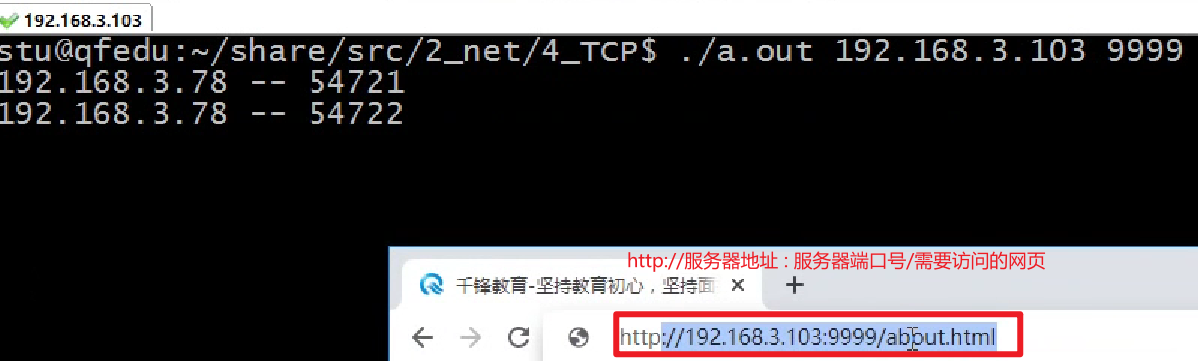 192.168.3.103
stu@qfedu:~/share/src/2_net/4_TCP$ ./a.out 192.168.3.103 9999
192.168.3.78 -- 54721
192.168.3.78 -- 54722
http://服务器地址 : 服务器端口号/需要访问的网页
千锋教育-坚持教育初心，坚持面
http://192.168.3.103:9999/about.html